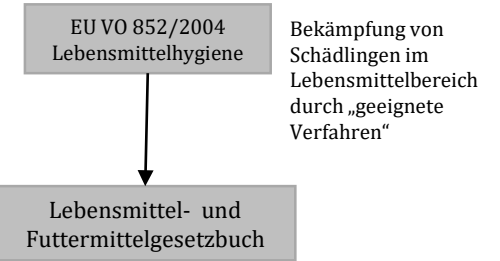 EU VO 852/2004
Lebensmittelhygiene
Bekämpfung von
Schädlingen im
Lebensmittelbereich
durch „geeignete
Verfahren“
Lebensmittel- und
Futtermittelgesetzbuch